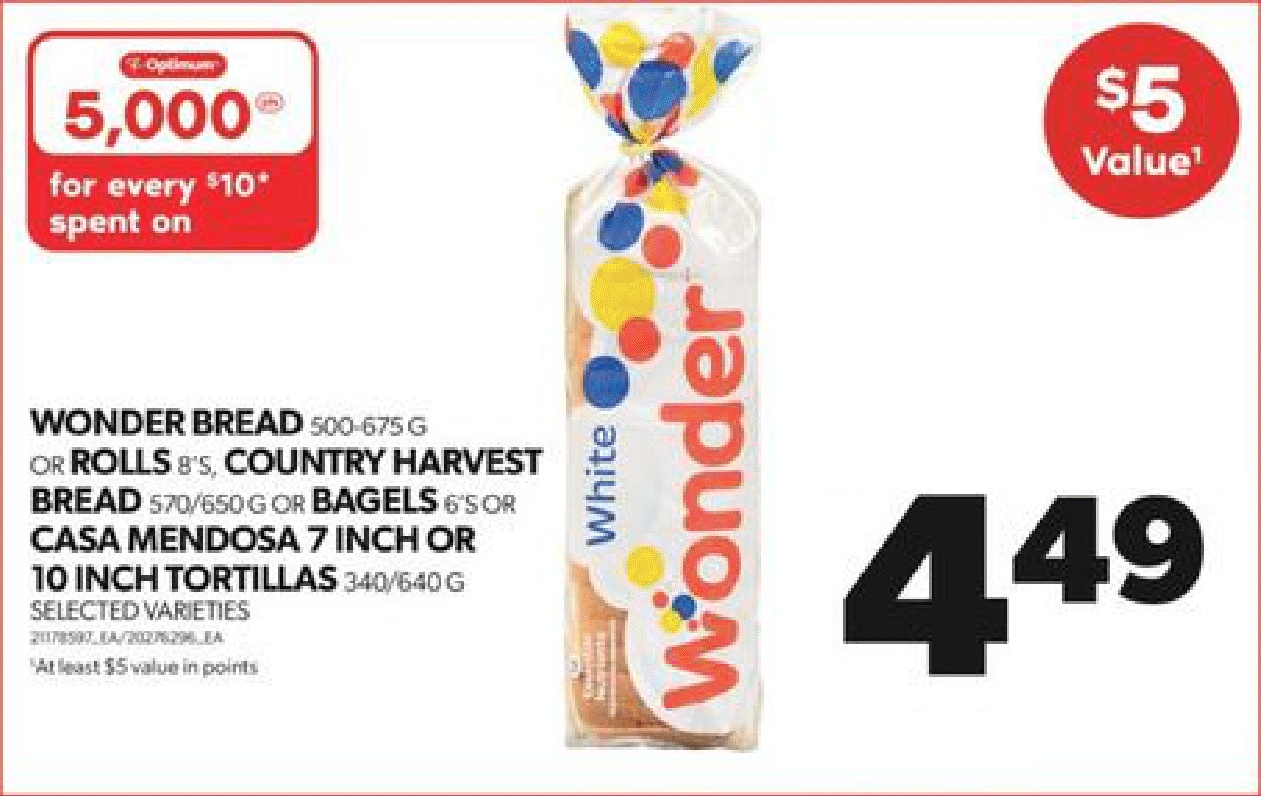 Optimum
5,000
for every $10*
spent on
$5
Value¹
White
Wonder
WONDER BREAD 500-675 G
OR ROLLS 8'S, COUNTRY HARVEST
BREAD 570/650 G OR BAGELS 6'S OR
CASA MENDOSA 7 INCH OR
10 INCH TORTILLAS 340/640 G
SELECTED VARIETIES
21178597_EA/20276296_EA
¹At least $5 value in points
4 49